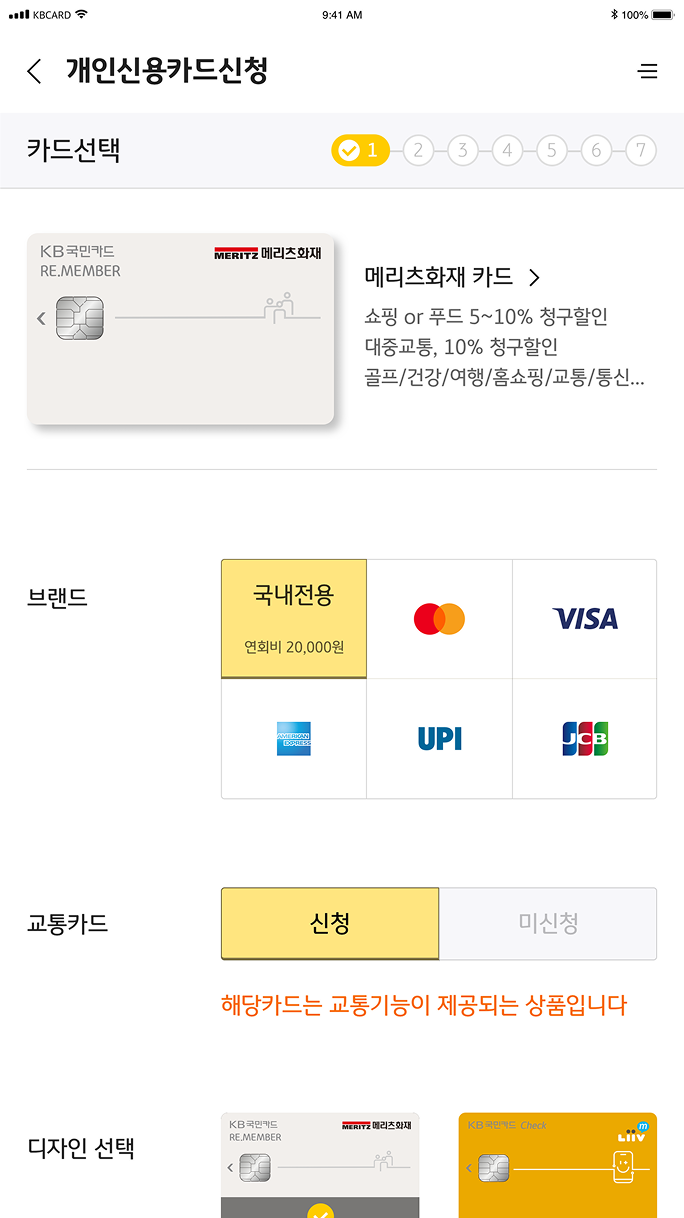 KBCARD 9:41 AM 100%
개인신용카드신청
카드선택 1 2 3 4 5 6 7
KB국민카드 MERITZ 메리츠화재
RE.MEMBER
메리츠화재 카드
쇼핑 or 푸드 5~10% 청구할인
대중교통, 10% 청구할인
골프/건강/여행/홈쇼핑/교통/통신...
브랜드
국내전용
연회비 20,000원
VISA
AMERICAN
EXPRESS
UPI
JCB
교통카드
신청 미신청
해당카드는 교통기능이 제공되는 상품입니다
디자인 선택
KB국민카드 MERITZ 메리츠화재
RE.MEMBER
KB국민카드 Check
Liiv m